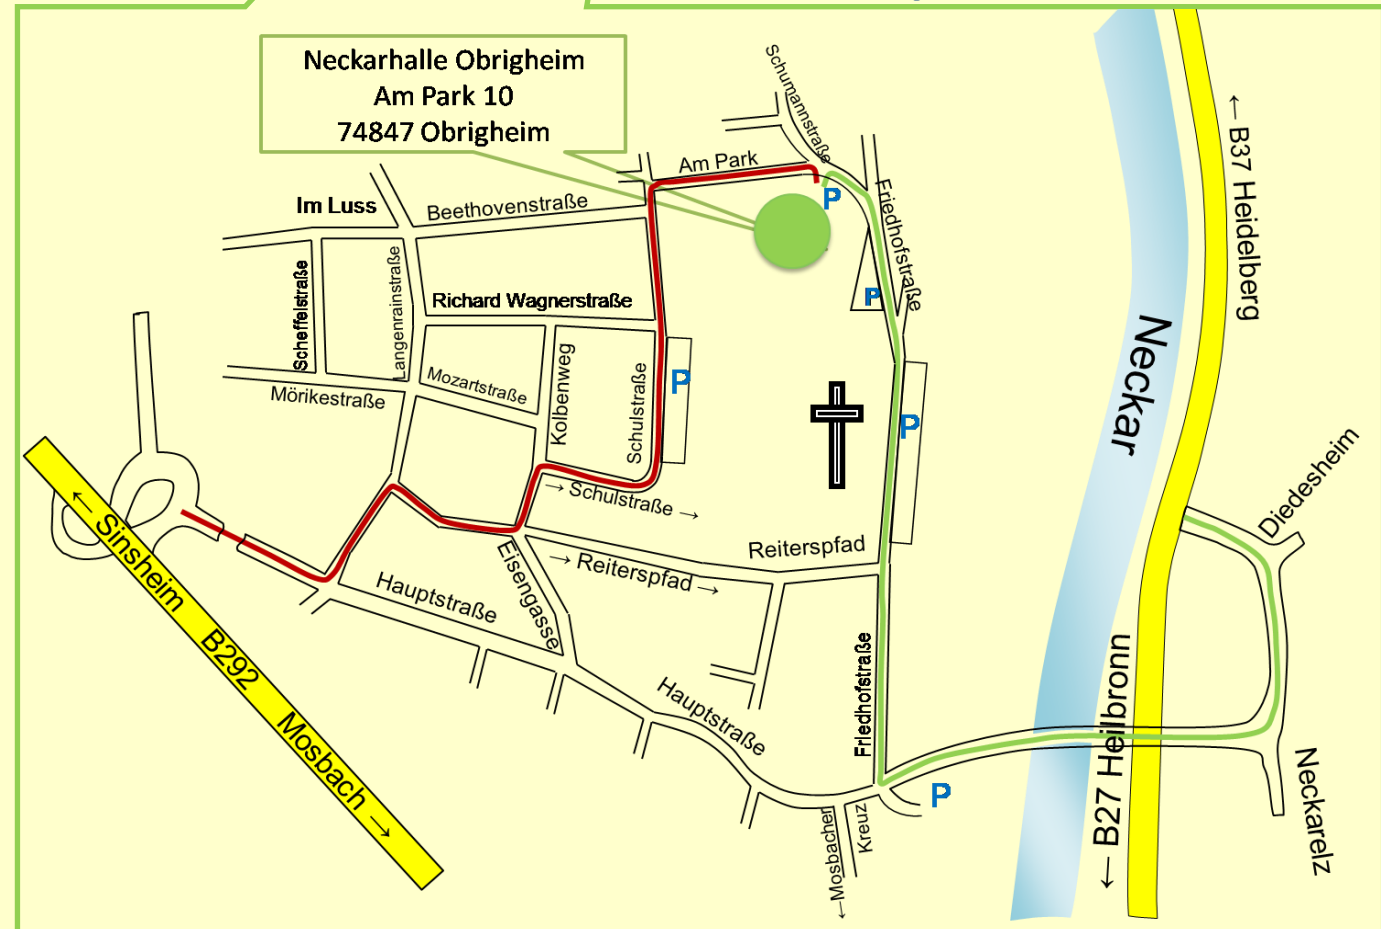 Neckarhalle Obrigheim
Am Park 10
74847 Obrigheim
Schumannstraße
Am Park
P
Friedhofstraße
← B37 Heidelberg
Im Luss
Beethovenstraße
Scheffelstraße
Langenrainstraße
Richard Wagnerstraße
P
Neckar
Mörikestraße
Mozartstraße
Kolbenweg
Schulstraße
P
P
Diedesheim
→ Schulstraße →
Reiterspfad
→ Reiterspfad →
Eisengasse
Hauptstraße
← Sinsheim B292 Mosbach →
Hauptstraße
Friedhofstraße
← B27 Heilbronn
Neckarelz
P
←Mosbacher
Kreuz